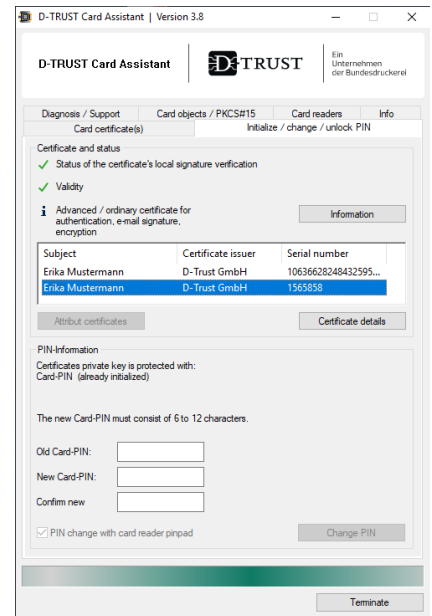 D-TRUST Card Assistant | Version 3.8
D-TRUST Card Assistant
D-TRUST
Ein
Unternehmen
der Bundesdruckerei
Diagnosis / Support
Card objects / PKCS#15
Card readers
Info
Card certificate(s)
Initialize / change / unlock PIN
Certificate and status
Status of the certificate's local signature verification
Validity
Advanced / ordinary certificate for
authentication, e-mail signature,
encryption
Information
Subject Certificate issuer Serial number
Erika Mustermann D-Trust GmbH 10636628248432595...
Erika Mustermann D-Trust GmbH 1565858
Attribut certificates
Certificate details
PIN-Information
Certificates private key is protected with:
Card-PIN (already initialized)
The new Card-PIN must consist of 6 to 12 characters.
Old Card-PIN:
New Card-PIN:
Confirm new
PIN change with card reader pinpad
Change PIN
Terminate